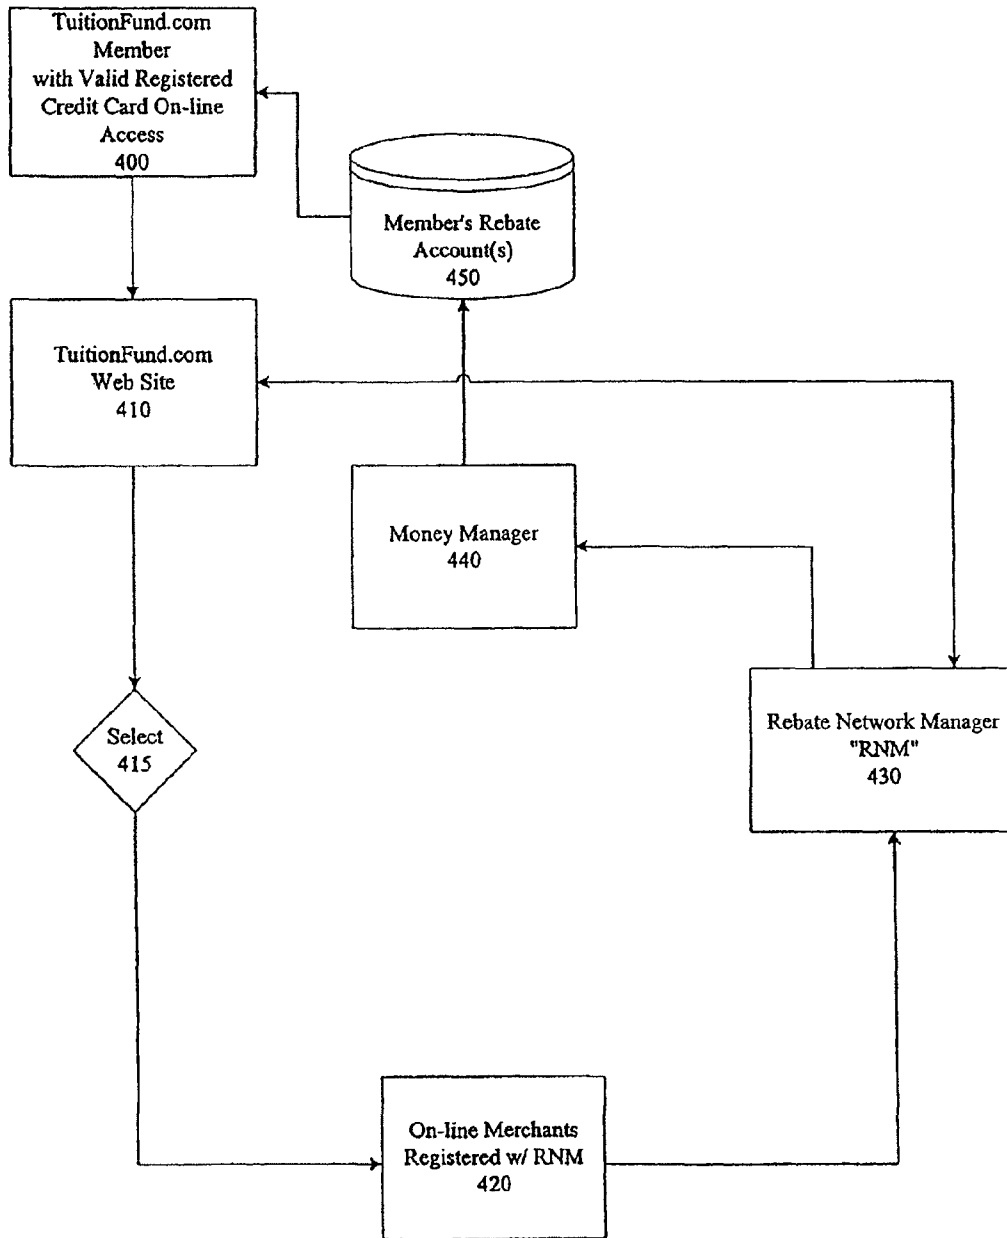 TuitionFund.com
Member
with Valid Registered
Credit Card On-line
Access
400
Member's Rebate
Account(s)
450
TuitionFund.com
Web Site
410
Money Manager
440
Select
415
Rebate Network Manager
"RNM"
430
On-line Merchants
Registered w/ RNM
420